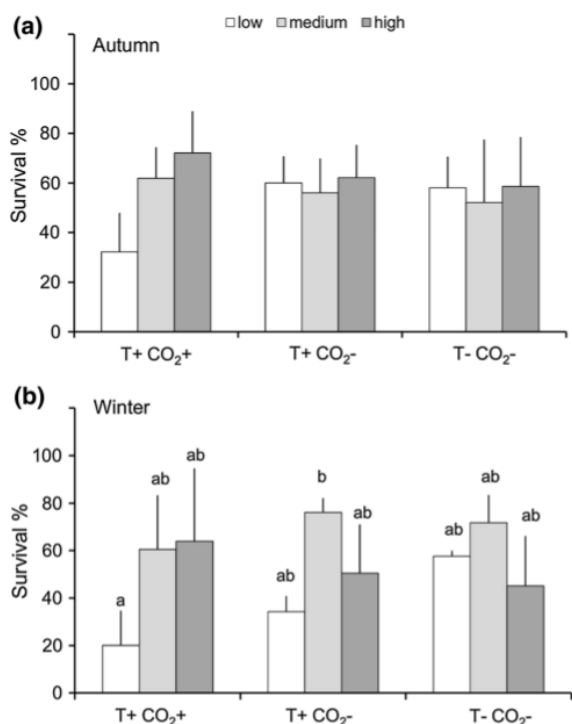 (a)
low medium high
Autumn
100
80
60
40
20
0
Survival %
T+ CO₂+ T+ CO₂- T- CO₂-
(b)
Winter
100
80
60
40
20
0
Survival %
a ab ab ab b ab ab ab ab
T+ CO₂+ T+ CO₂- T- CO₂-